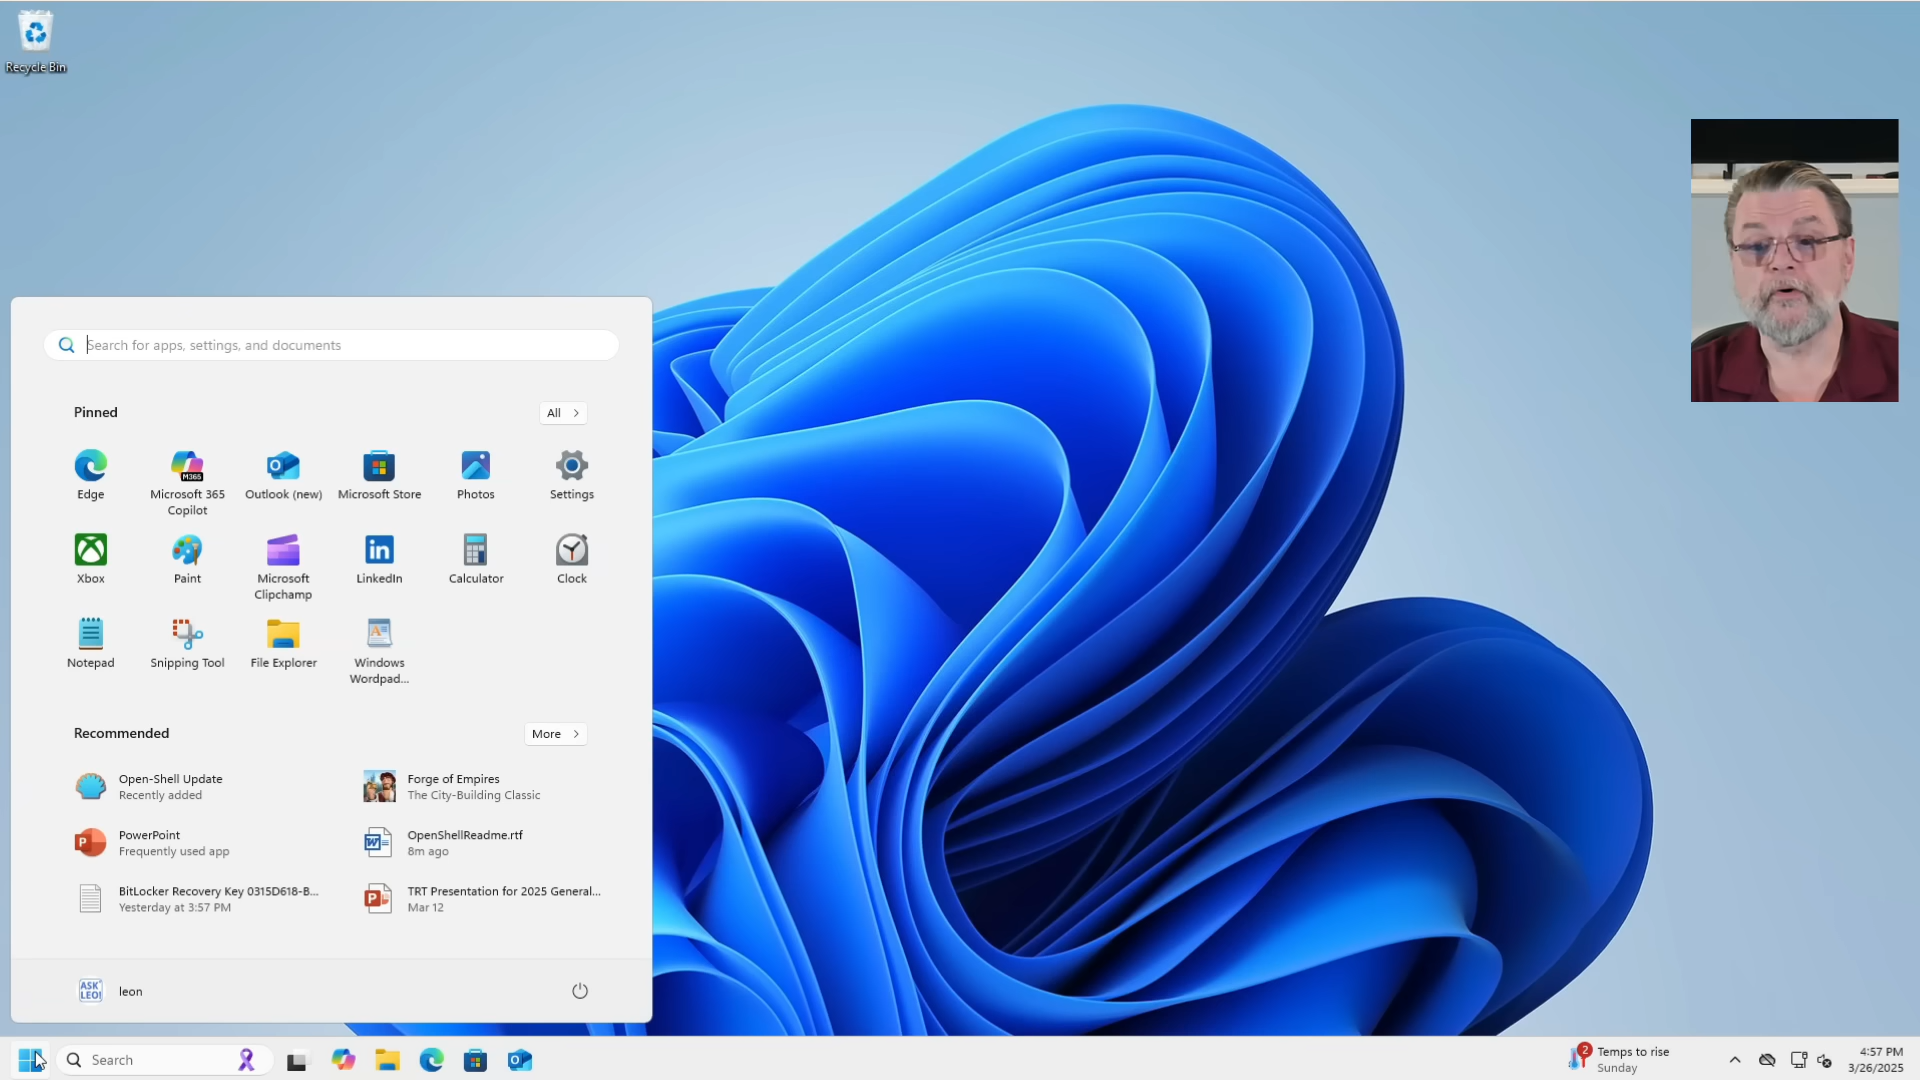 Recycle Bin
Search for apps, settings, and documents
Pinned
All
Edge
Microsoft 365
Copilot
M365
Outlook (new)
Microsoft Store
Photos
Settings
Xbox
Paint
Microsoft
Clipchamp
LinkedIn
Calculator
Clock
Notepad
Snipping Tool
File Explorer
Windows
Wordpad...
Recommended
More
Open-Shell Update
Recently added
Forge of Empires
The City-Building Classic
PowerPoint
Frequently used app
OpenShellReadme.rtf
8m ago
BitLocker Recovery Key 0315D618-B...
Yesterday at 3:57 PM
TRT Presentation for 2025 General...
Mar 12
ASK
LEO!
leon
Search
2
Temps to rise
Sunday
4:57 PM
3/26/2025